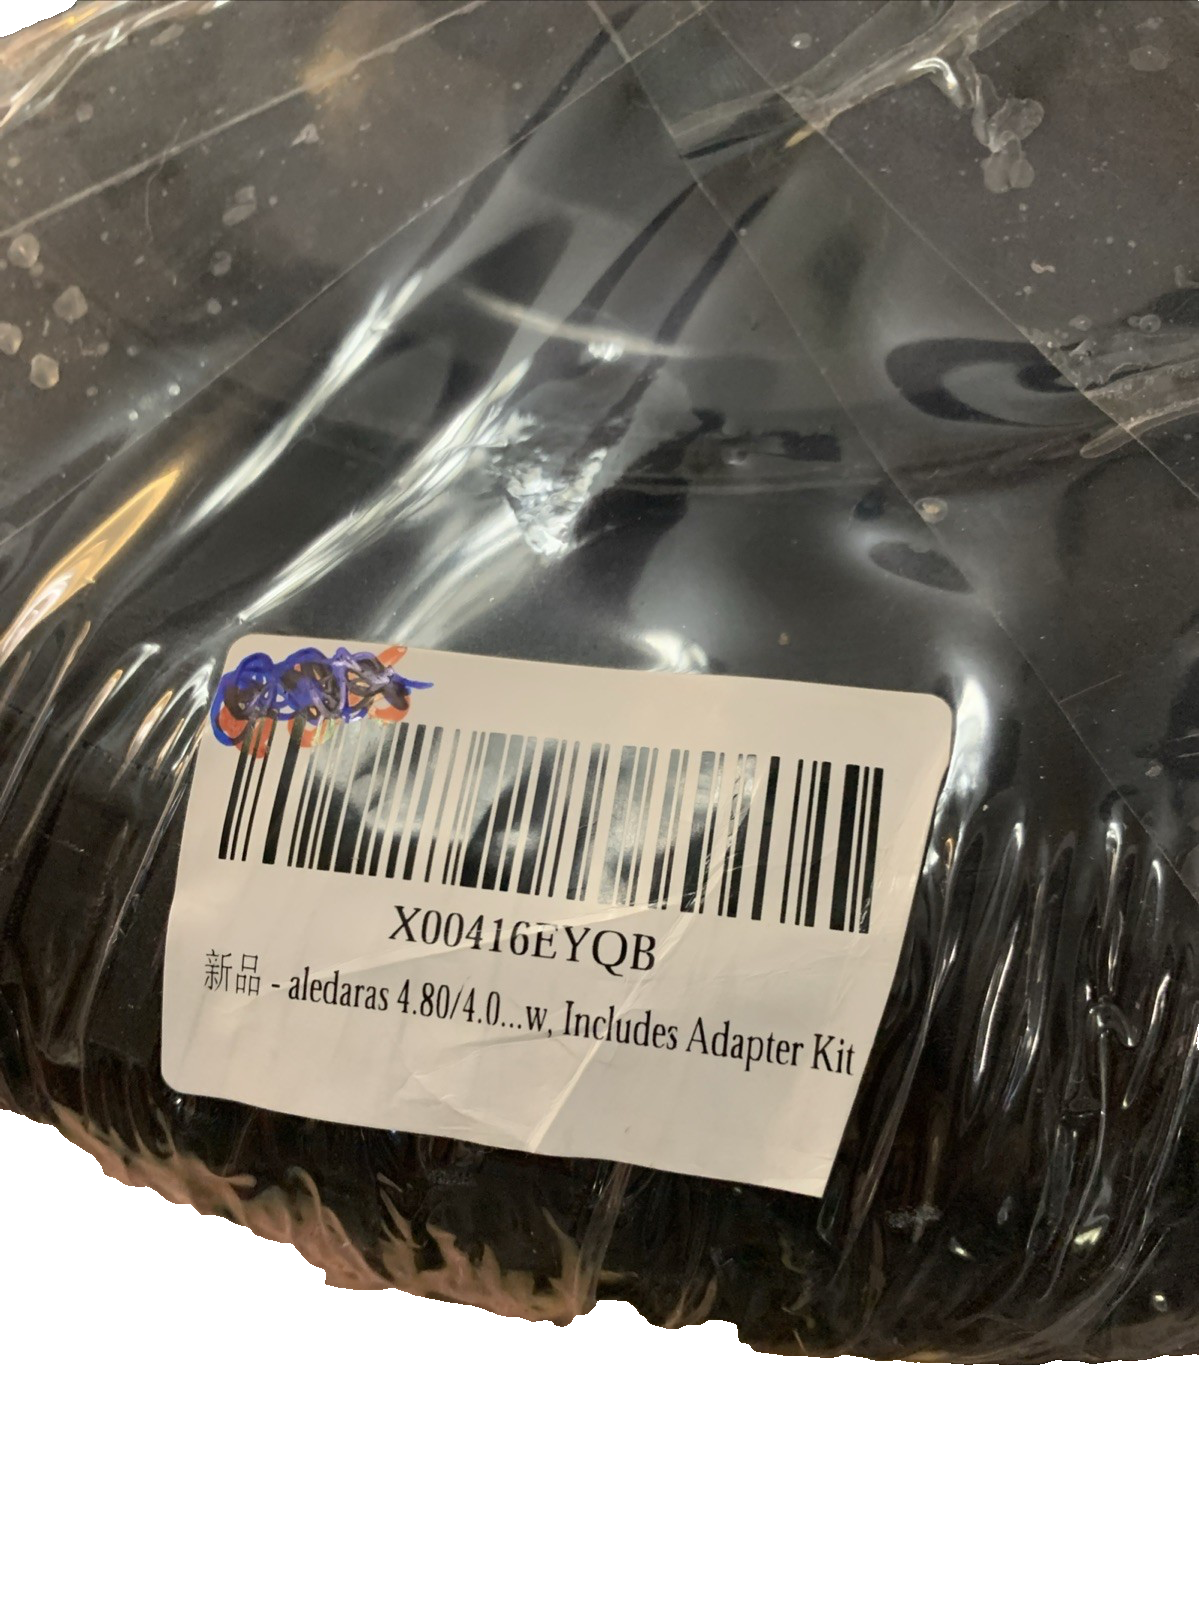 X00416EYQB
新品 - aledaras 4.80/4.0...w, Includes Adapter Kit